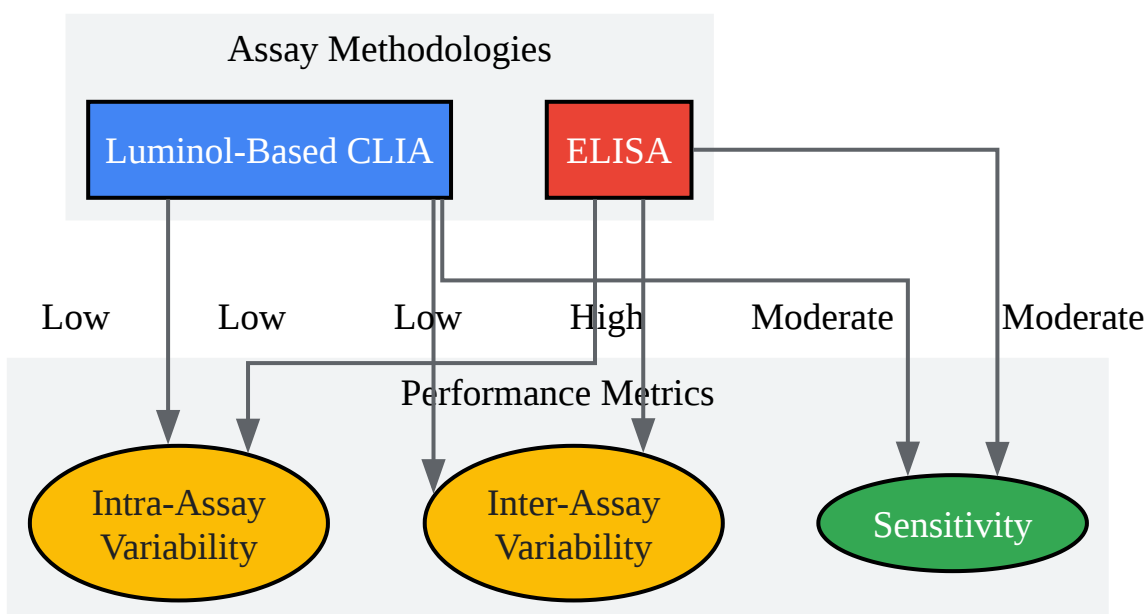 Assay Methodologies
Luminol-Based CLIA
ELISA
Low
Low
Low
High
Moderate
Moderate
Performance Metrics
Intra-Assay
Variability
Inter-Assay
Variability
Sensitivity